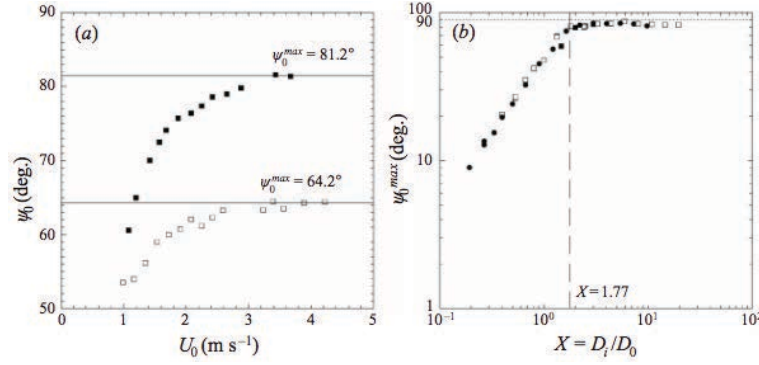 90
(a)
ψ₀ᵐᵃˣ = 81.2°
80
ψ₀ (deg.)
70
ψ₀ᵐᵃˣ = 64.2°
60
50
0 1 2 3 4 5
U₀ (m s⁻¹)
90
(b)
ψ₀ᵐᵃˣ (deg.)
10
X = 1.77
1
10⁻¹ 10⁰ 10¹ 10²
X = Dᵢ/D₀